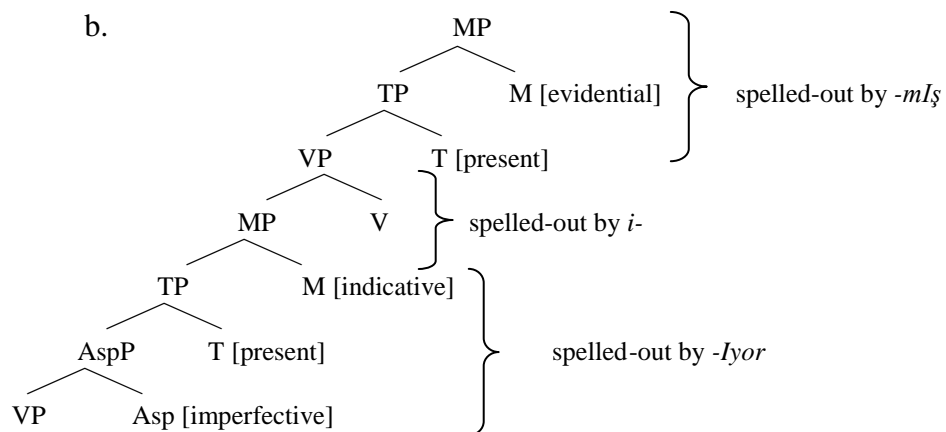 b.
MP
TP M [evidential] spelled-out by -mIş
VP T [present]
MP V spelled-out by i-
TP M [indicative]
AspP T [present] spelled-out by -Iyor
VP Asp [imperfective]